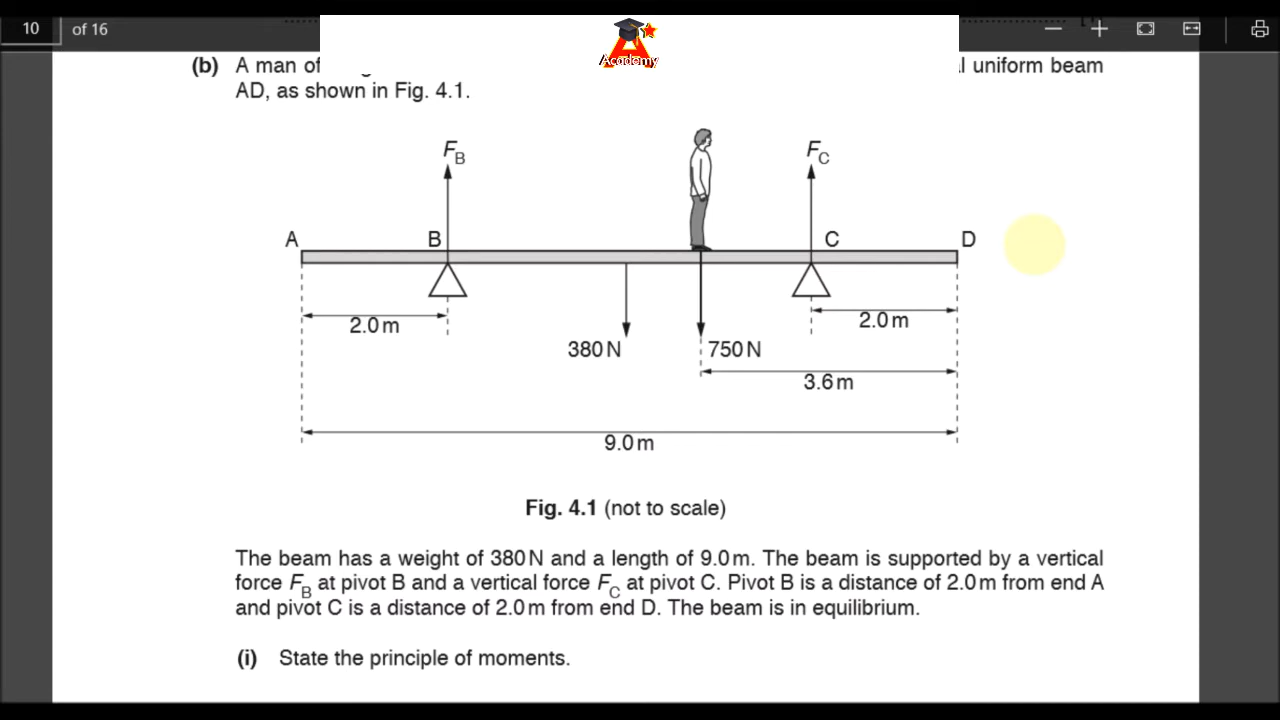 10 of 16
Academy
(b) A man of uniform beam
AD, as shown in Fig. 4.1.
FB FC
A B C D
2.0 m 2.0 m
380 N 750 N
3.6 m
9.0 m
Fig. 4.1 (not to scale)
The beam has a weight of 380 N and a length of 9.0 m. The beam is supported by a vertical
force FB at pivot B and a vertical force FC at pivot C. Pivot B is a distance of 2.0 m from end A
and pivot C is a distance of 2.0 m from end D. The beam is in equilibrium.
(i) State the principle of moments.